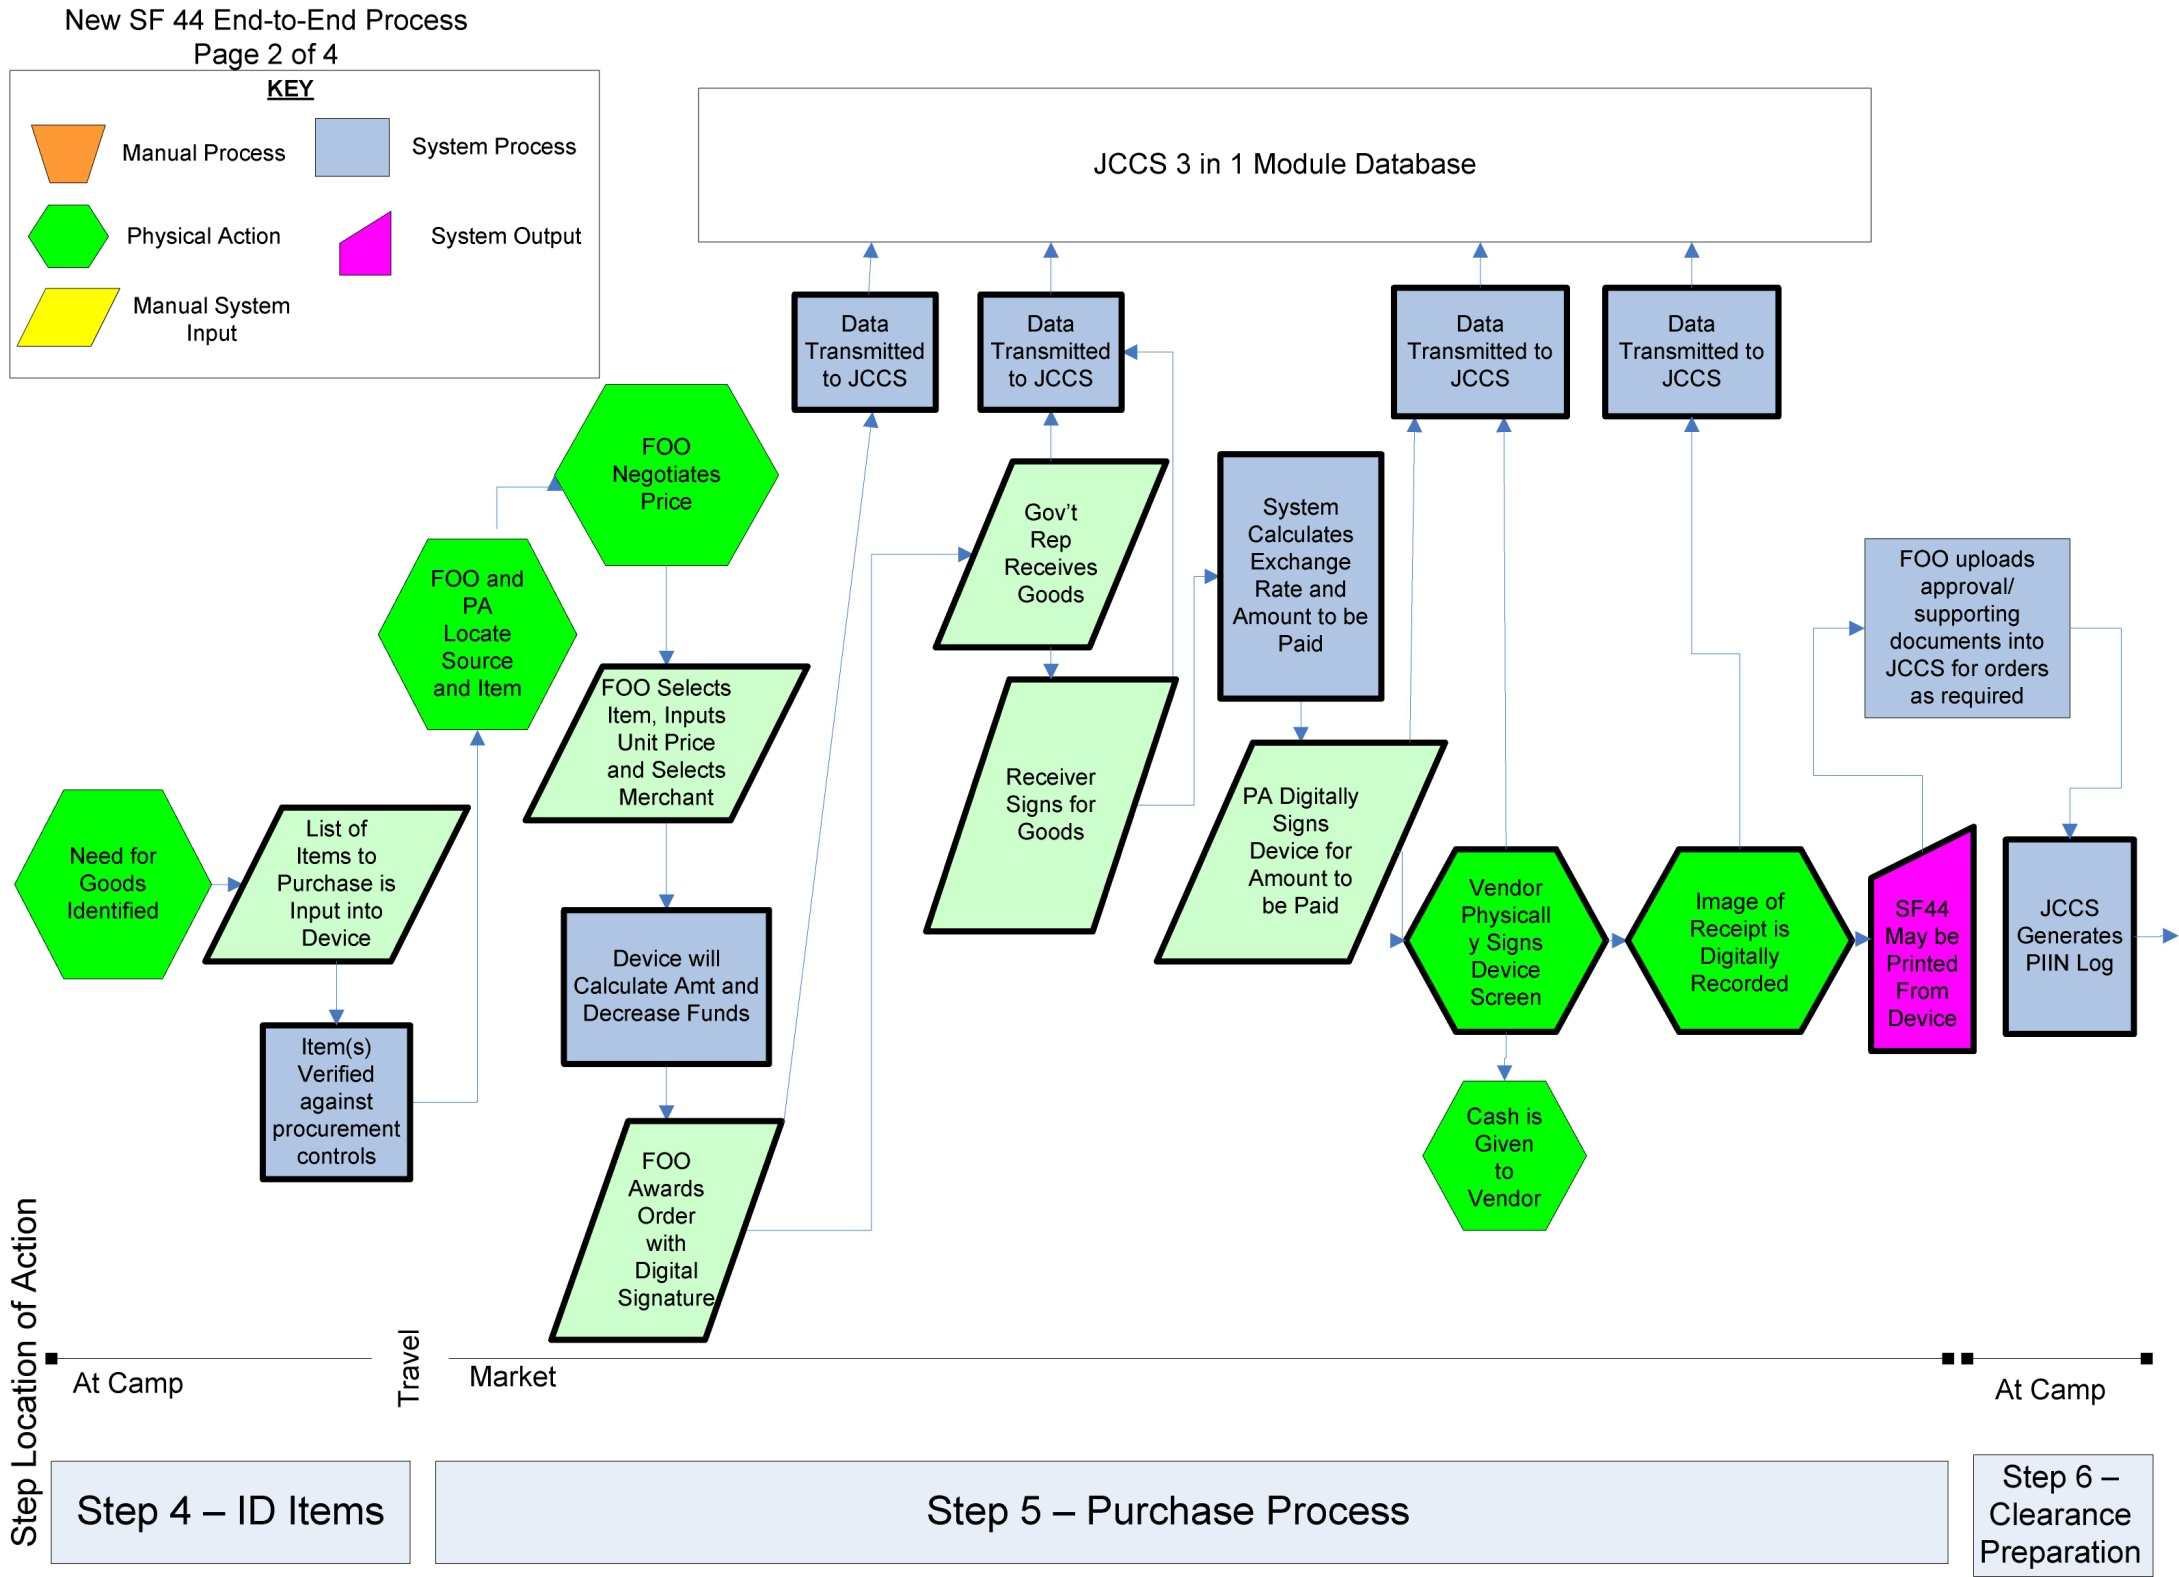 New SF 44 End-to-End Process
Page 2 of 4
KEY
Manual Process
System Process
Physical Action
System Output
Manual System
Input
JCCS 3 in 1 Module Database
Data
Transmitted
to JCCS
Data
Transmitted
to JCCS
Data
Transmitted to
JCCS
Data
Transmitted to
JCCS
Need for
Goods
Identified
List of
Items to
Purchase is
Input into
Device
Item(s)
Verified
against
procurement
controls
FOO and
PA
Locate
Source
and Item
FOO
Negotiates
Price
FOO Selects
Item, Inputs
Unit Price
and Selects
Merchant
Device will
Calculate Amt and
Decrease Funds
FOO
Awards
Order
with
Digital
Signature
Gov't
Rep
Receives
Goods
Receiver
Signs for
Goods
System
Calculates
Exchange
Rate and
Amount to be
Paid
PA Digitally
Signs
Device for
Amount to
be Paid
Vendor
Physicall
y Signs
Device
Screen
Cash is
Given
to
Vendor
Image of
Receipt is
Digitally
Recorded
SF44
May be
Printed
From
Device
FOO uploads
approval/
supporting
documents into
JCCS for orders
as required
JCCS
Generates
PIIN Log
Step Location of Action
At Camp
Travel
Market
At Camp
Step 4 – ID Items
Step 5 – Purchase Process
Step 6 –
Clearance
Preparation